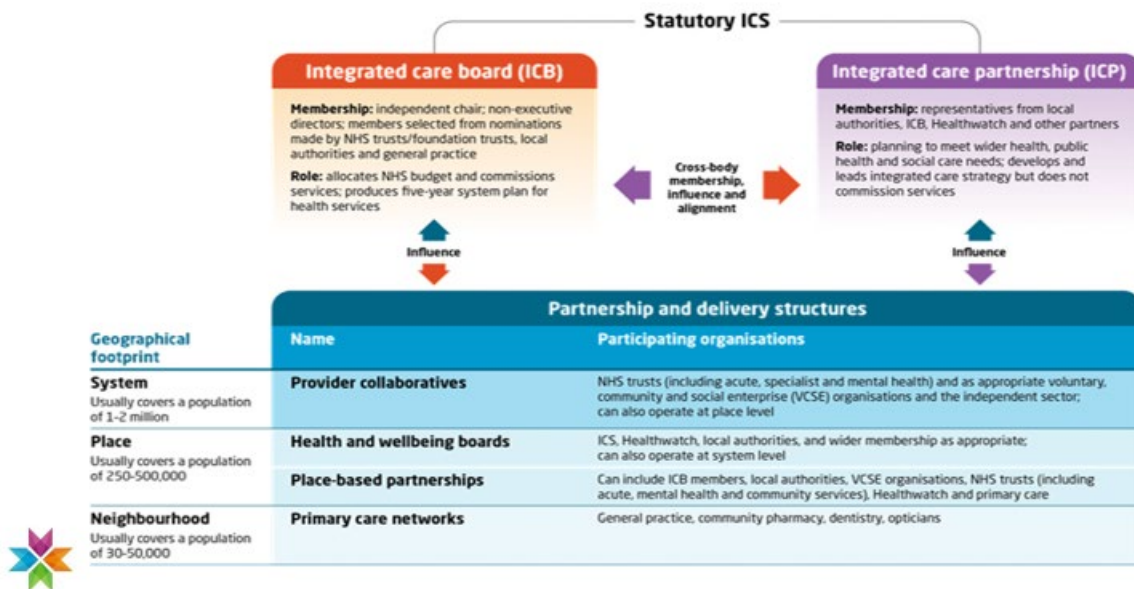 Statutory ICS
Integrated care board (ICB)
Membership: independent chair; non-executive
directors; members selected from nominations
made by NHS trusts/foundation trusts, local
authorities and general practice
Role: allocates NHS budget and commissions
services; produces five-year system plan for
health services
Cross-body
membership,
influence and
alignment
Integrated care partnership (ICP)
Membership: representatives from local
authorities, ICB, Healthwatch and other partners
Role: planning to meet wider health, public
health and social care needs; develops and
leads integrated care strategy but does not
commission services
Influence
Influence
Partnership and delivery structures
Geographical
footprint
Name
Participating organisations
System
Usually covers a population
of 1-2 million
Provider collaboratives
NHS trusts (including acute, specialist and mental health) and as appropriate voluntary,
community and social enterprise (VCSE) organisations and the independent sector;
can also operate at place level
Place
Usually covers a population
of 250-500,000
Health and wellbeing boards
ICS, Healthwatch, local authorities, and wider membership as appropriate;
can also operate at system level
Place-based partnerships
Can include ICB members, local authorities, VCSE organisations, NHS trusts (including
acute, mental health and community services), Healthwatch and primary care
Neighbourhood
Usually covers a population
of 30-50,000
Primary care networks
General practice, community pharmacy, dentistry, opticians